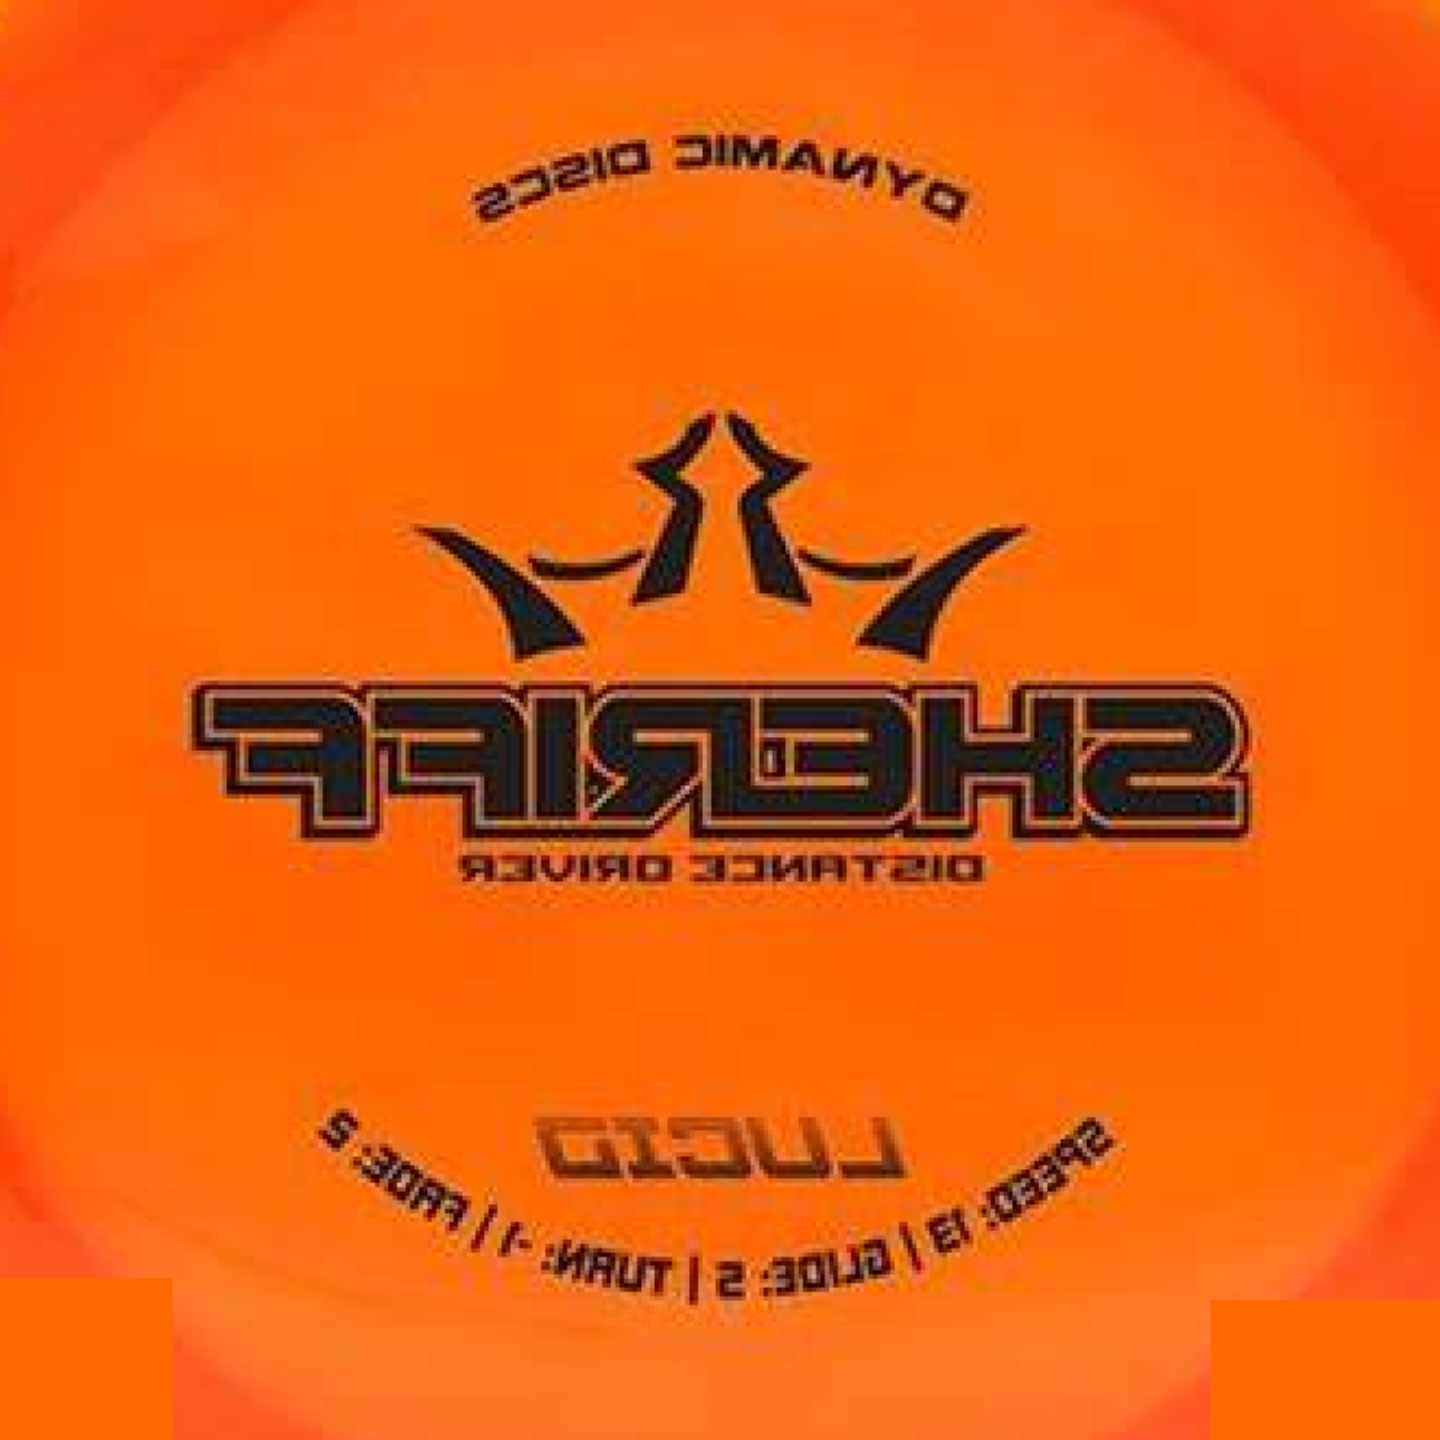 DYNAMIC DISCS
SHERIFF
DISTANCE DRIVER
LUCID
SPEED: 13 | GLIDE: 5 | TURN: -1 | FADE: 2